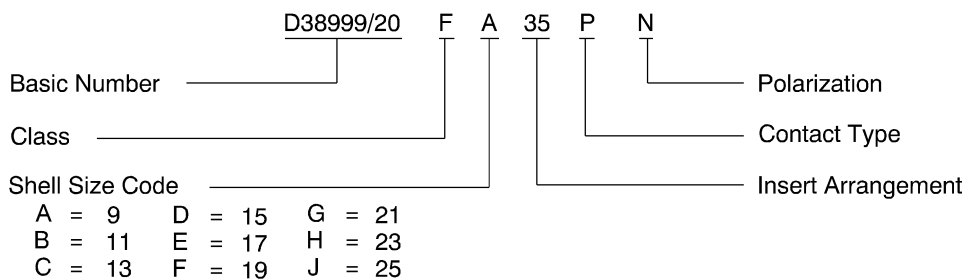 D38999/20 F A 35 P N
Basic Number Polarization
Class Contact Type
Shell Size Code Insert Arrangement
A = 9 D = 15 G = 21
B = 11 E = 17 H = 23
C = 13 F = 19 J = 25